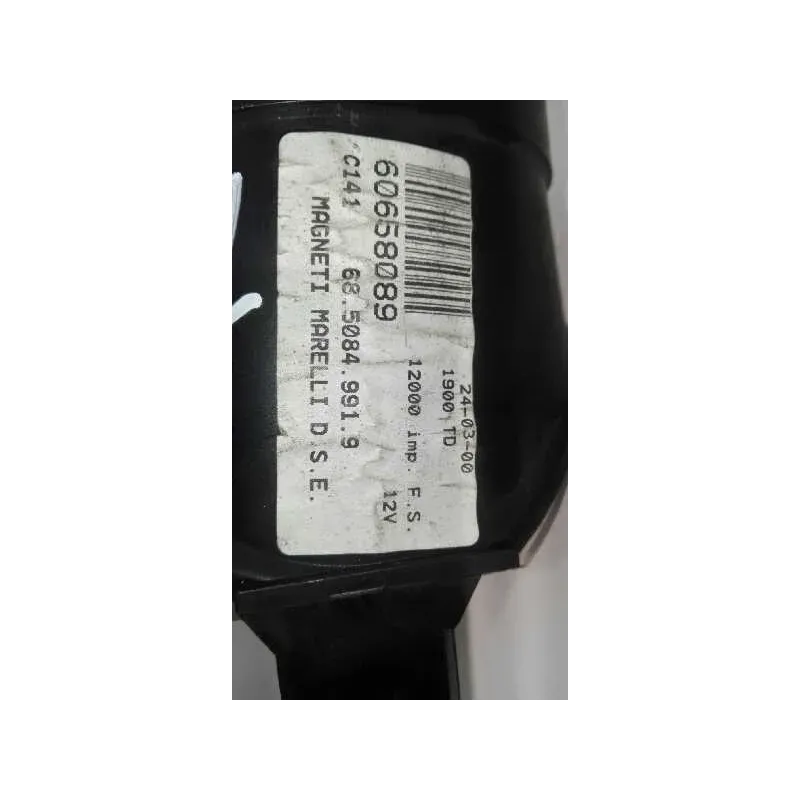 24-03-00
1900 TD
12000 imp. F.S.
12V
60658089
C141 68.5084.991.9
MAGNETI MARELLI D.S.E.